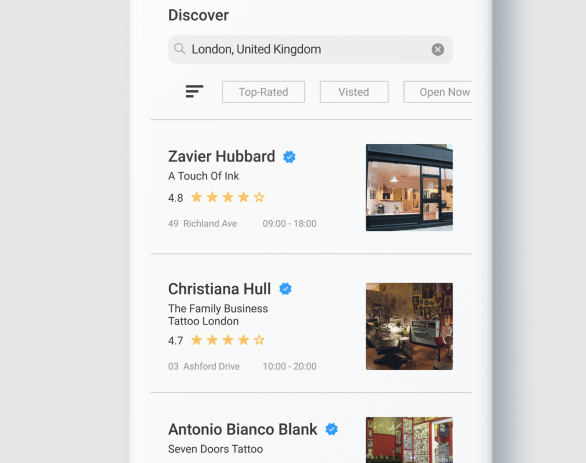 Discover
London, United Kingdom
Top-Rated
Visted
Open Now
Zavier Hubbard
A Touch Of Ink
4.8
49 Richland Ave 09:00 - 18:00
Christiana Hull
The Family Business
Tattoo London
4.7
03 Ashford Drive 10:00 - 20:00
Antonio Bianco Blank
Seven Doors Tattoo